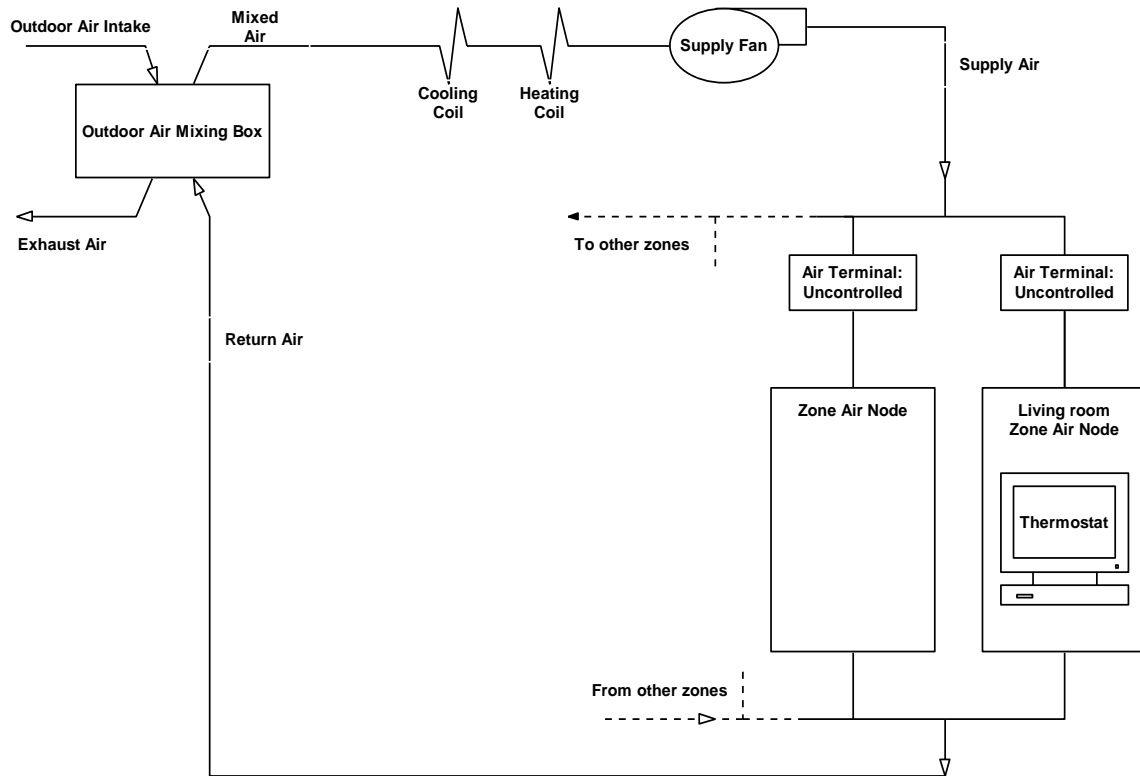 Outdoor Air Intake
Mixed
Air
Supply Fan
Supply Air
Cooling
Coil
Heating
Coil
Outdoor Air Mixing Box
Exhaust Air
To other zones
Air Terminal:
Uncontrolled
Air Terminal:
Uncontrolled
Return Air
Zone Air Node
Living room
Zone Air Node
Thermostat
From other zones